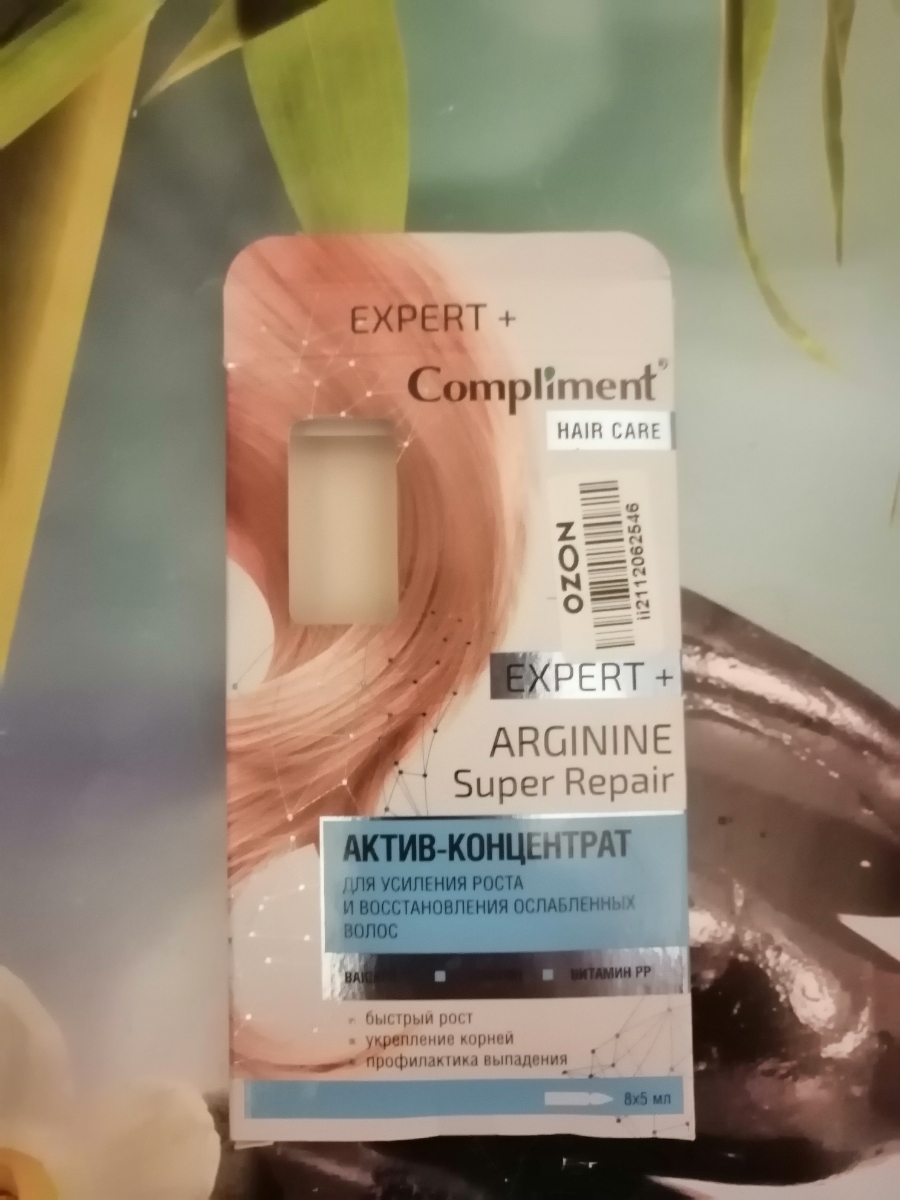 EXPERT +
Compliment®
HAIR CARE
OZON
ii2112062546
EXPERT +
ARGININE
Super Repair
АКТИВ-КОНЦЕНТРАТ
ДЛЯ УСИЛЕНИЯ РОСТА
И ВОССТАНОВЛЕНИЯ ОСЛАБЛЕННЫХ
ВОЛОС
ВИТАМИН PP
быстрый рост
укрепление корней
профилактика выпадения
8x5 мл